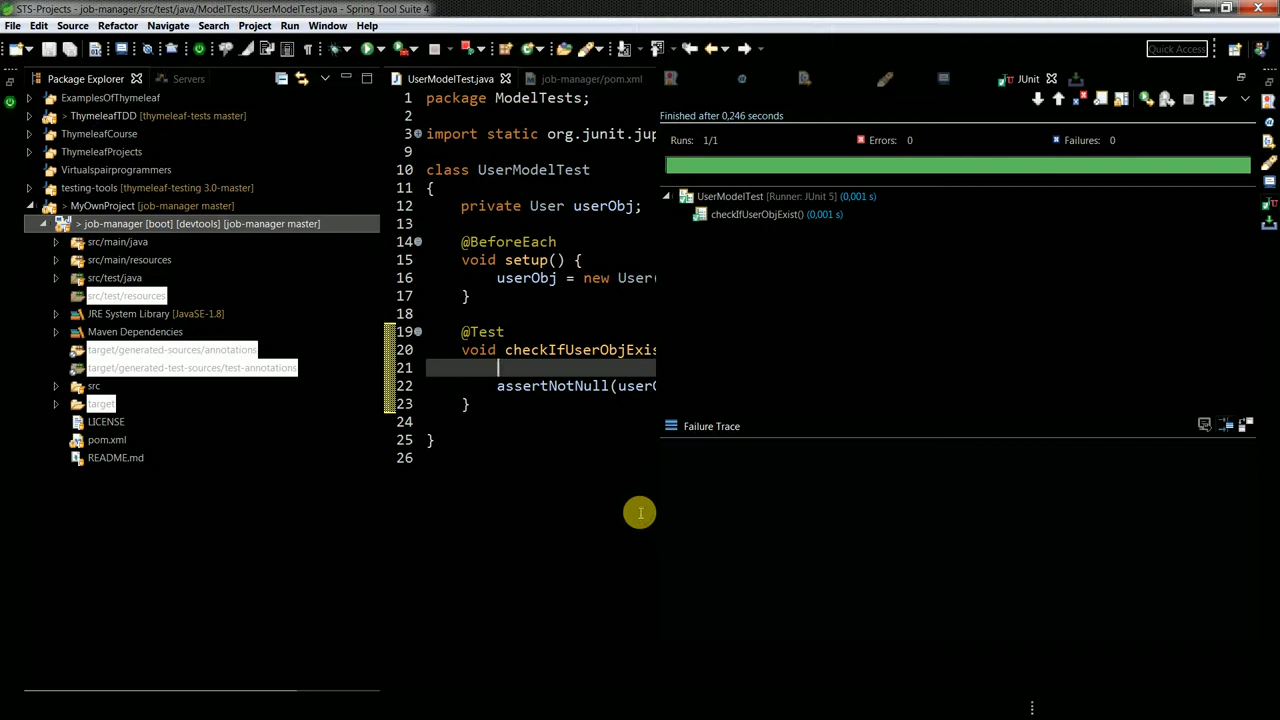 STS-Projects - job-manager/src/test/java/ModelTests/UserModelTest.java - Spring Tool Suite 4
File Edit Source Refactor Navigate Search Project Run Window Help
Quick Access
Package Explorer
Servers
ExamplesOfThymeleaf
> ThymeleafTDD [thymeleaf-tests master]
ThymeleafCourse
ThymeleafProjects
Virtualspairprogrammers
testing-tools [thymeleaf-testing 3.0-master]
> MyOwnProject [job-manager master]
> job-manager [boot] [devtools] [job-manager master]
src/main/java
src/main/resources
src/test/java
src/test/resources
JRE System Library [JavaSE-1.8]
Maven Dependencies
target/generated-sources/annotations
target/generated-test-sources/test-annotations
src
target
LICENSE
pom.xml
README.md
UserModelTest.java
job-manager/pom.xml
1 package ModelTests;
2
3 import static org.junit.jup
9
10 class UserModelTest
11 {
12 private User userObj;
13
14 @BeforeEach
15 void setup() {
16 userObj = new User(
17 }
18
19 @Test
20 void checkIfUserObjExis
21
22 assertNotNull(userO
23 }
24
25 }
26
JUnit
Finished after 0,246 seconds
Runs: 1/1 Errors: 0 Failures: 0
UserModelTest [Runner: JUnit 5] (0,001 s)
checkIfUserObjExist() (0,001 s)
Failure Trace